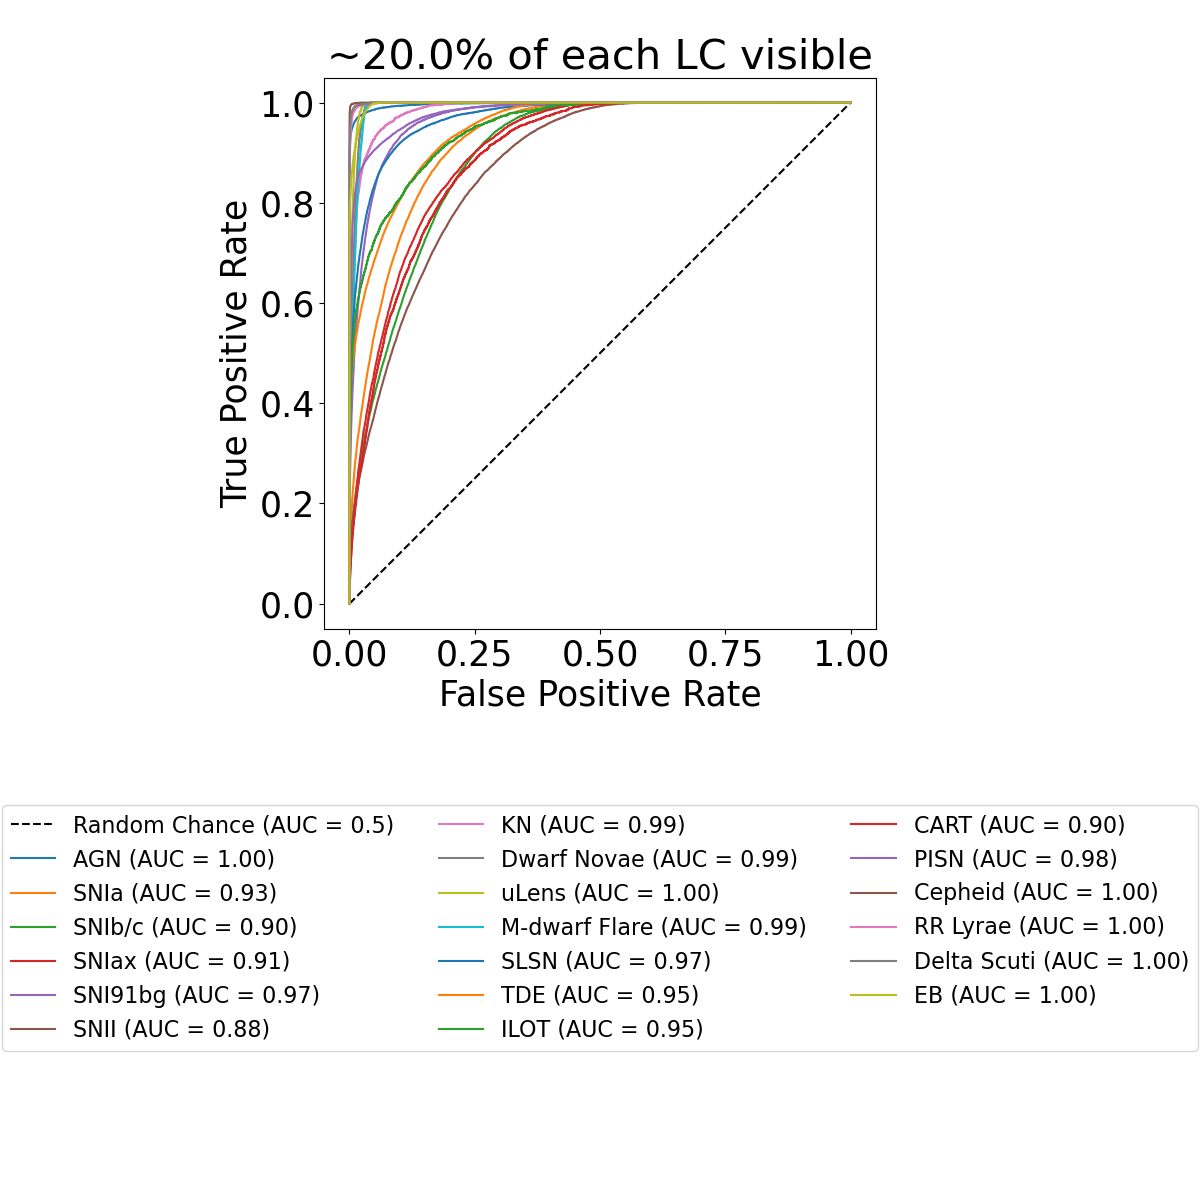 ~20.0% of each LC visible
1.0
0.8
0.6
0.4
0.2
0.0
True Positive Rate
0.00 0.25 0.50 0.75 1.00
False Positive Rate
Random Chance (AUC = 0.5)
AGN (AUC = 1.00)
SNIa (AUC = 0.93)
SNIb/c (AUC = 0.90)
SNIax (AUC = 0.91)
SNI91bg (AUC = 0.97)
SNII (AUC = 0.88)
KN (AUC = 0.99)
Dwarf Novae (AUC = 0.99)
uLens (AUC = 1.00)
M-dwarf Flare (AUC = 0.99)
SLSN (AUC = 0.97)
TDE (AUC = 0.95)
ILOT (AUC = 0.95)
CART (AUC = 0.90)
PISN (AUC = 0.98)
Cepheid (AUC = 1.00)
RR Lyrae (AUC = 1.00)
Delta Scuti (AUC = 1.00)
EB (AUC = 1.00)